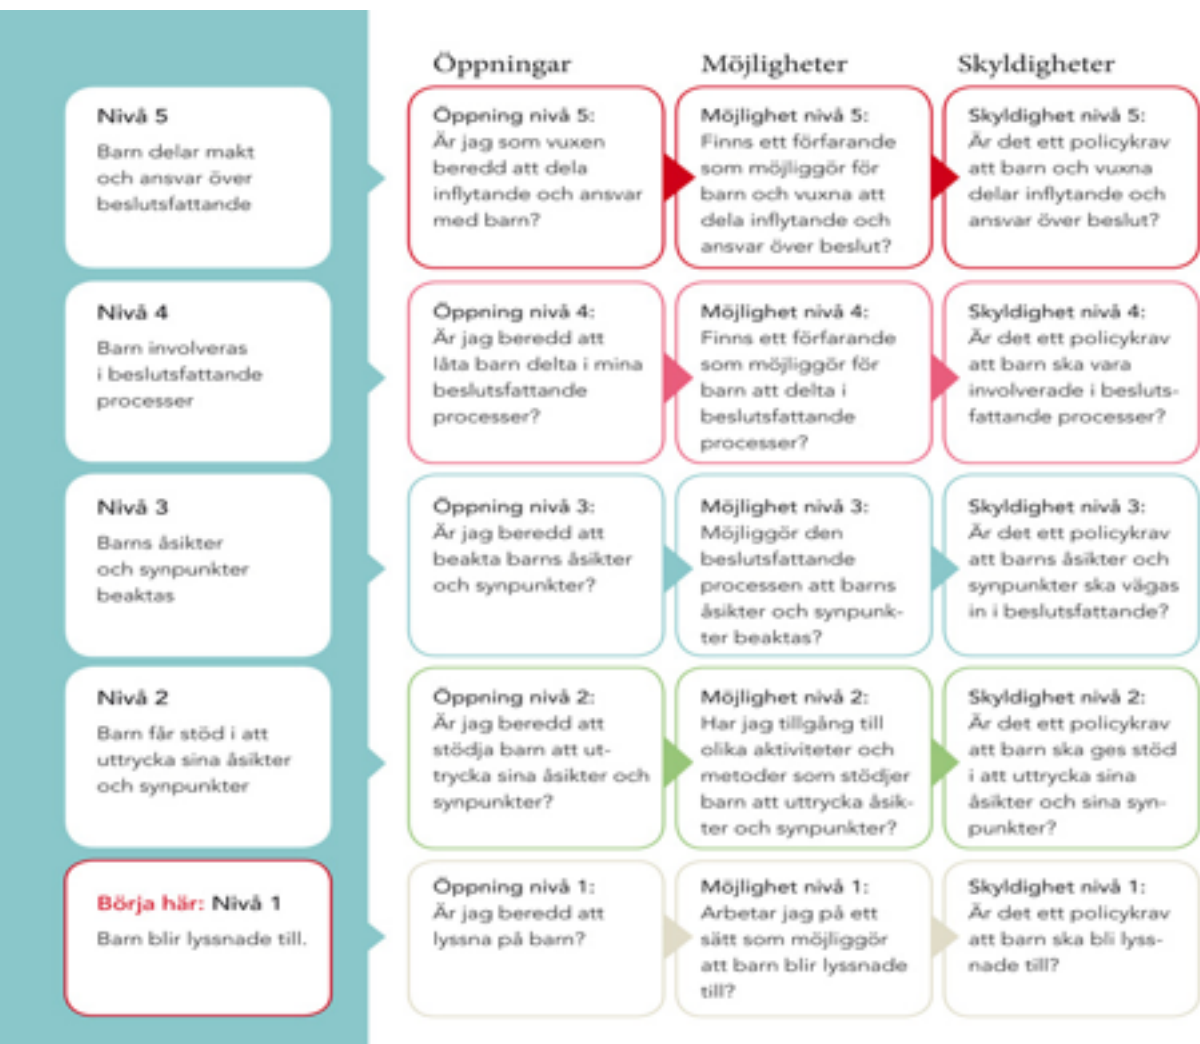 Öppningar
Möjligheter
Skyldigheter
Nivå 5
Barn delar makt
och ansvar över
beslutsfattande
Öppning nivå 5:
Är jag som vuxen
beredd att dela
inflytande och ansvar
med barn?
Möjlighet nivå 5:
Finns ett förfarande
som möjliggör för
barn och vuxna att
dela inflytande och
ansvar över beslut?
Skyldighet nivå 5:
Är det ett policykrav
att barn och vuxna
delar inflytande och
ansvar över beslut?
Nivå 4
Barn involveras
i beslutsfattande
processer
Öppning nivå 4:
Är jag beredd att
låta barn delta i mina
beslutsfattande
processer?
Möjlighet nivå 4:
Finns ett förfarande
som möjliggör för
barn att delta i
beslutsfattande
processer?
Skyldighet nivå 4:
Är det ett policykrav
att barn ska vara
involverade i besluts-
fattande processer?
Nivå 3
Barns åsikter
och synpunkter
beaktas
Öppning nivå 3:
Är jag beredd att
beakta barns åsikter
och synpunkter?
Möjlighet nivå 3:
Möjliggör den
beslutsfattande
processen att barns
åsikter och synpunk-
ter beaktas?
Skyldighet nivå 3:
Är det ett policykrav
att barns åsikter och
synpunkter ska vägas
in i beslutsfattande?
Nivå 2
Barn får stöd i att
uttrycka sina åsikter
och synpunkter
Öppning nivå 2:
Är jag beredd att
stödja barn att ut-
trycka sina åsikter och
synpunkter?
Möjlighet nivå 2:
Har jag tillgång till
olika aktiviteter och
metoder som stödjer
barn att uttrycka åsik-
ter och synpunkter?
Skyldighet nivå 2:
Är det ett policykrav
att barn ska ges stöd
i att uttrycka sina
åsikter och sina syn-
punkter?
Börja här: Nivå 1
Barn blir lyssnade till.
Öppning nivå 1:
Är jag beredd att
lyssna på barn?
Möjlighet nivå 1:
Arbetar jag på ett
sätt som möjliggör
att barn blir lyssnade
till?
Skyldighet nivå 1:
Är det ett policykrav
att barn ska bli lyss-
nade till?